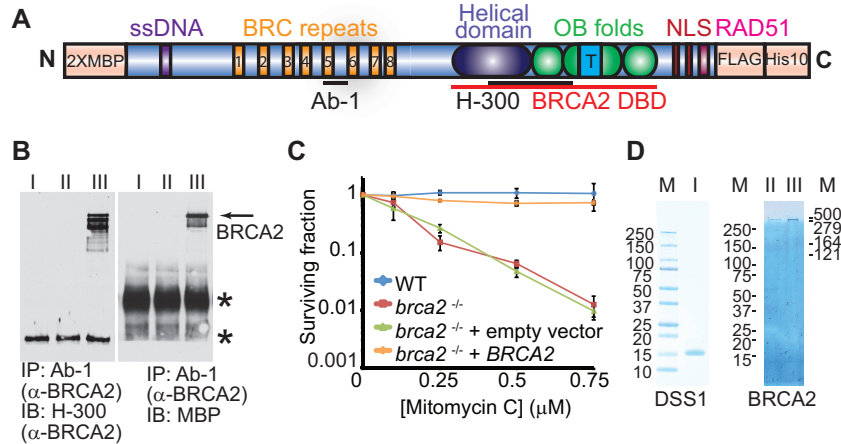 A
ssDNA
BRC repeats
Helical
domain
OB folds
NLS RAD51
N
2XMBP
1
2
3
4
5
6
7
8
T
FLAG
His10
C
Ab-1
H-300
BRCA2 DBD
B
I II III
I II III
BRCA2
*
*
IP: Ab-1
(α-BRCA2)
IB: H-300
(α-BRCA2)
IP: Ab-1
(α-BRCA2)
IB: MBP
C
Surviving fraction
1
0.1
0.01
0.001
WT
brca2 -/-
brca2 -/- + empty vector
brca2 -/- + BRCA2
0 0.25 0.5 0.75
[Mitomycin C] (μM)
D
M I
250
150
100
75
50
37
25
20
15
10
DSS1
M II III M
250-
150-
100-
75-
50-
37-
25-
20-
15-
-500
-279
-164
-121
BRCA2